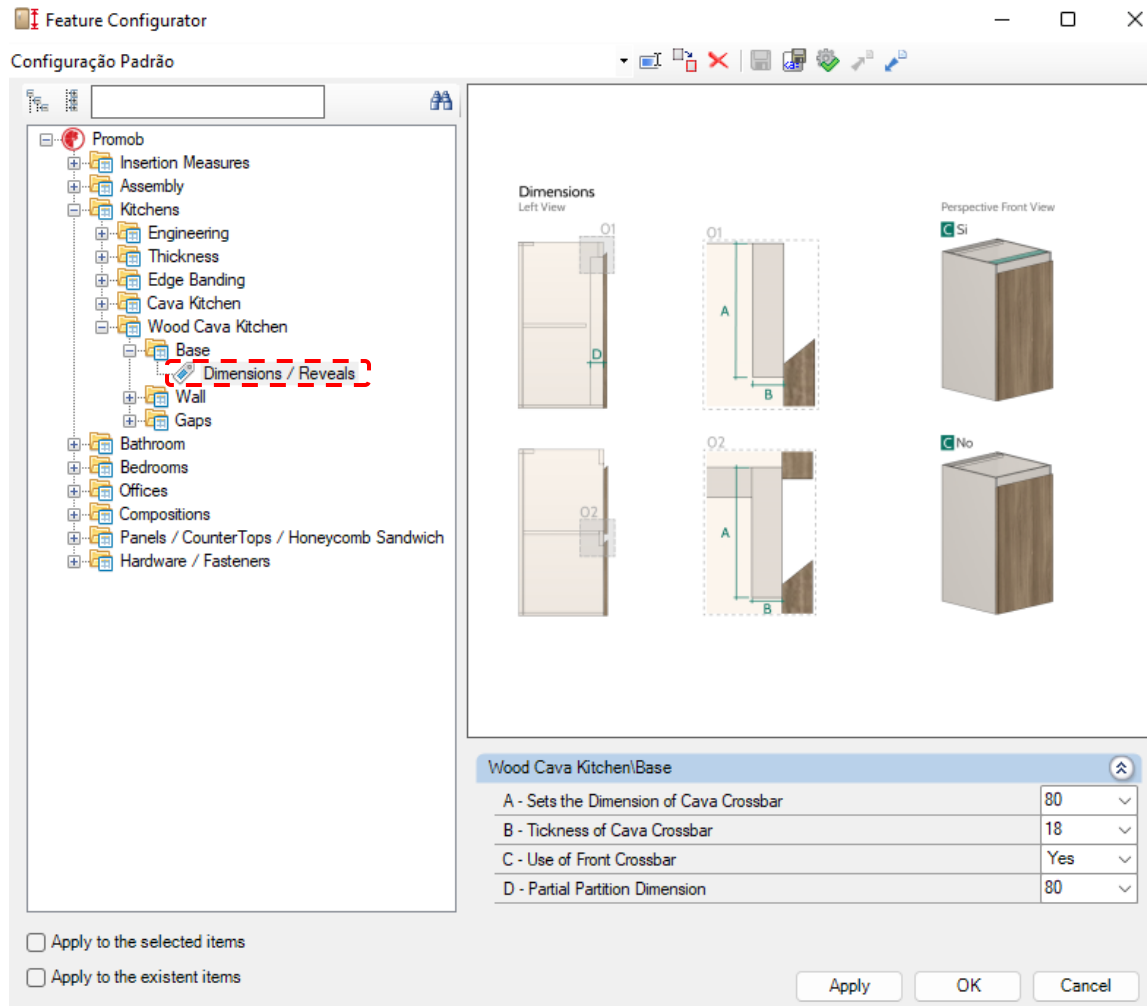 Feature Configurator
Configuração Padrão
Promob
Insertion Measures
Assembly
Kitchens
Engineering
Thickness
Edge Banding
Cava Kitchen
Wood Cava Kitchen
Base
Dimensions / Reveals
Wall
Gaps
Bathroom
Bedrooms
Offices
Compositions
Panels / CounterTops / Honeycomb Sandwich
Hardware / Fasteners
Dimensions
Left View
Perspective Front View
01
01
C Si
A
D
B
02
C No
02
A
B
Wood Cava Kitchen\Base
A - Sets the Dimension of Cava Crossbar 80
B - Tickness of Cava Crossbar 18
C - Use of Front Crossbar Yes
D - Partial Partition Dimension 80
Apply to the selected items
Apply to the existent items
Apply OK Cancel